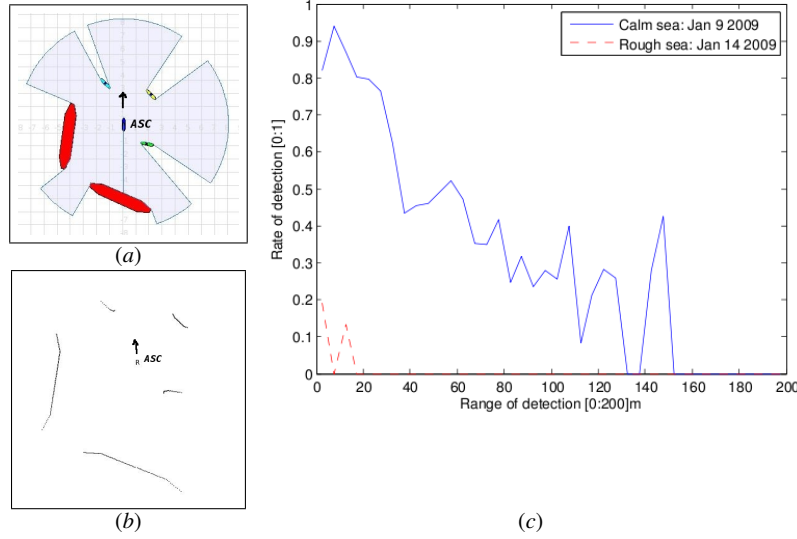 ASC
(a)
R ASC
(b)
Calm sea: Jan 9 2009
Rough sea: Jan 14 2009
Rate of detection [0:1]
1
0.9
0.8
0.7
0.6
0.5
0.4
0.3
0.2
0.1
0
0 20 40 60 80 100 120 140 160 180 200
Range of detection [0:200]m
(c)